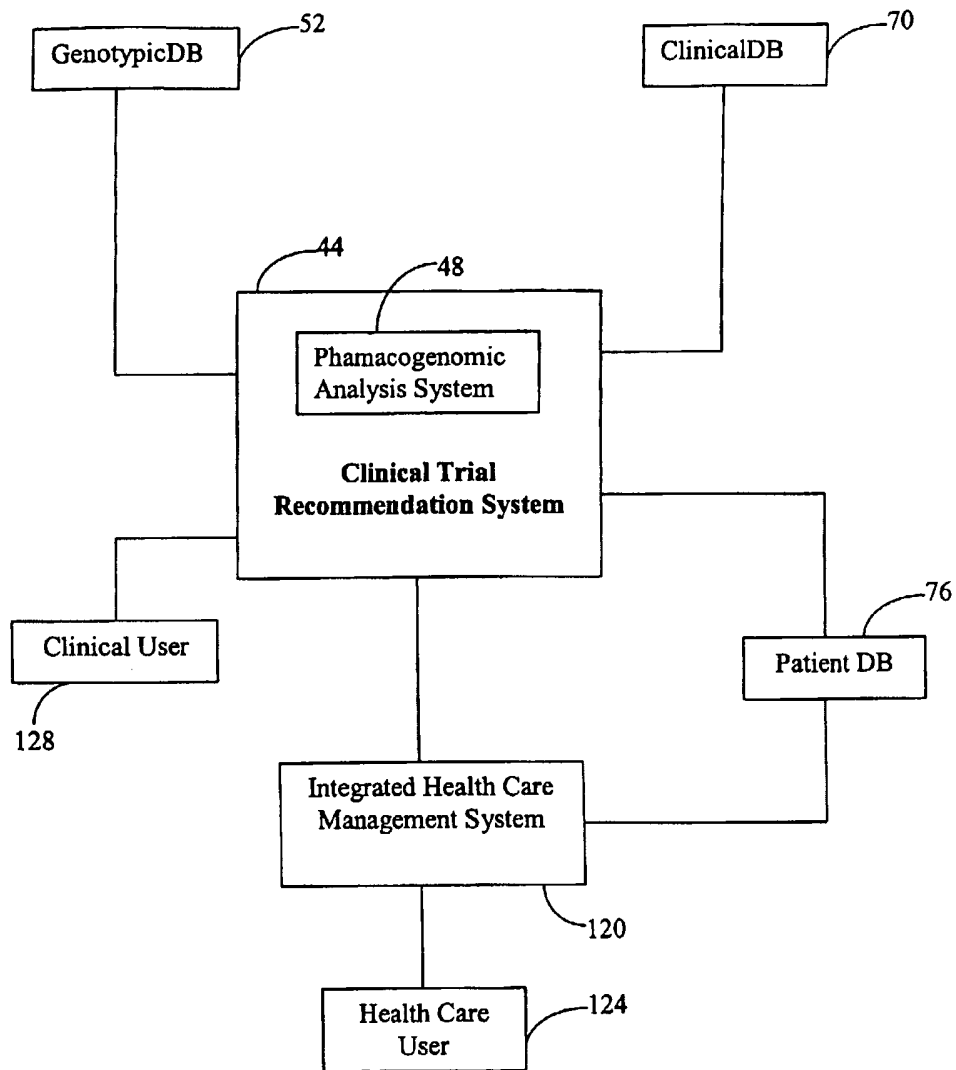 52
GenotypicDB
70
ClinicalDB
44
48
Phamacogenomic
Analysis System
Clinical Trial
Recommendation System
Clinical User
128
76
Patient DB
Integrated Health Care
Management System
120
Health Care
User
124